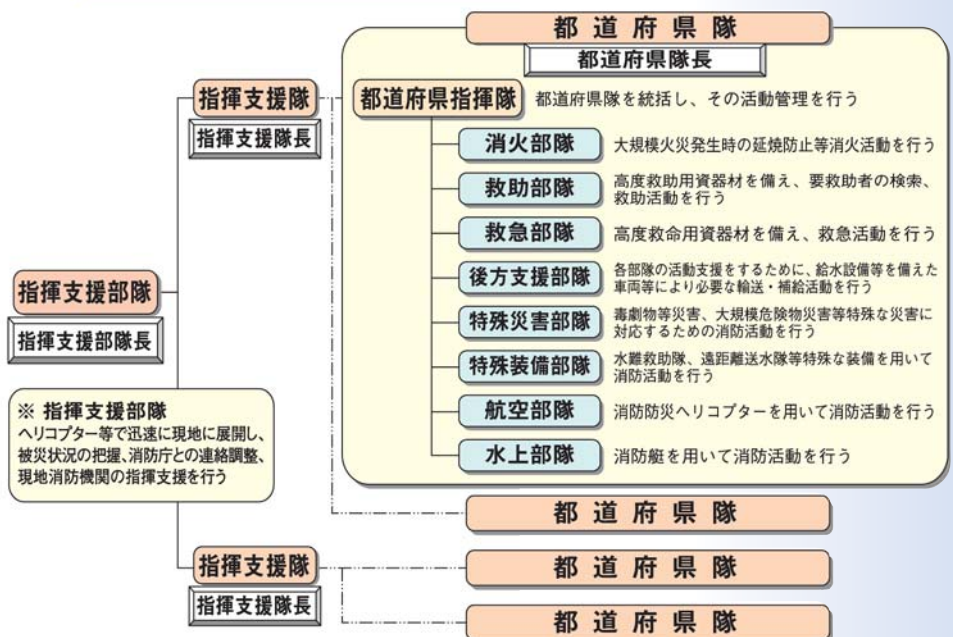 都道府県隊
都道府県隊長
都道府県指揮隊 都道府県隊を統括し、その活動管理を行う
消火部隊 大規模火災発生時の延焼防止等消火活動を行う
救助部隊 高度救助用資器材を備え、要救助者の検索、
救助活動を行う
救急部隊 高度救命用資器材を備え、救急活動を行う
後方支援部隊 各部隊の活動支援をするために、給水設備等を備えた
車両等により必要な輸送・補給活動を行う
特殊災害部隊 毒劇物等災害、大規模危険物災害等特殊な災害に
対応するための消防活動を行う
特殊装備部隊 水難救助隊、遠距離送水隊等特殊な装備を用いて
消防活動を行う
航空部隊 消防防災ヘリコプターを用いて消防活動を行う
水上部隊 消防艇を用いて消防活動を行う
指揮支援隊
指揮支援隊長
指揮支援部隊
指揮支援部隊長
※ 指揮支援部隊
ヘリコプター等で迅速に現地に展開し、
被災状況の把握、消防庁との連絡調整、
現地消防機関の指揮支援を行う
都道府県隊
指揮支援隊
指揮支援隊長
都道府県隊
都道府県隊